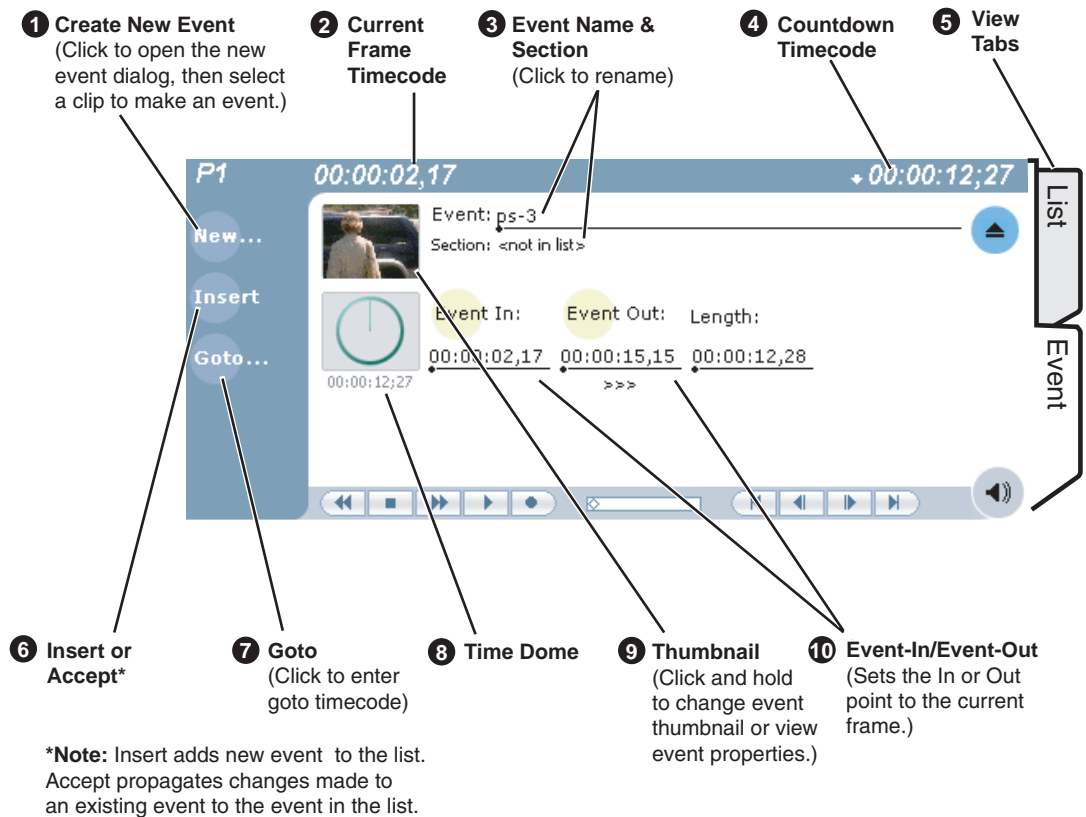 1 Create New Event
(Click to open the new
event dialog, then select
a clip to make an event.)
2 Current
Frame
Timecode
3 Event Name &
Section
(Click to rename)
4 Countdown
Timecode
5 View
Tabs
P1
00:00:02,17
00:00:12;27
New...
Insert
Goto...
Event: ps-3
Section: <not in list>
Event In:
Event Out:
Length:
00:00:02,17
00:00:15,15
00:00:12,28
>>>
00:00:12;27
List
Event
6 Insert or
Accept*
7 Goto
(Click to enter
goto timecode)
8 Time Dome
9 Thumbnail
(Click and hold
to change event
thumbnail or view
event properties.)
10 Event-In/Event-Out
(Sets the In or Out
point to the current
frame.)
*Note: Insert adds new event to the list.
Accept propagates changes made to
an existing event to the event in the list.